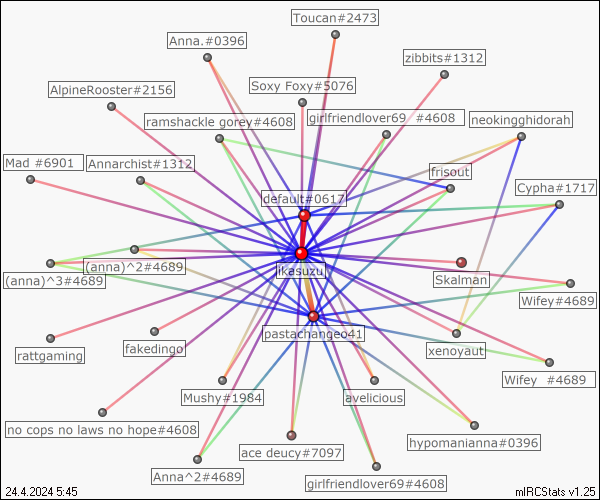 Toucan#2473
Anna.#0396
zibbits#1312
AlpineRooster#2156
Soxy Foxy#5076
ramshackle gorey#4608
girlfriendlover69 #4608
neokingghidorah
Mad #6901
Annarchist#1312
frisout
Cypha#1717
default#0617
(anna)^2#4689
Ikasuzu
(anna)^3#4689
Skalman
Wifey#4689
pastachangeo41
rattgaming
fakedingo
xenoyaut
Wifey #4689
Mushy#1984
avelicious
no cops no laws no hope#4608
hypomanianna#0396
ace deucy#7097
Anna^2#4689
girlfriendlover69#4608
24.4.2024 5:45
mIRCStats v1.25